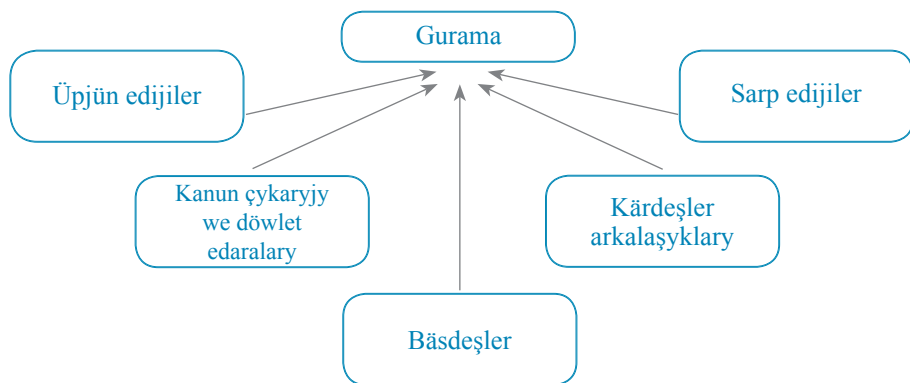 Gurama
Üpjün edijiler
Sarp edijiler
Kanun çykaryjy
we döwlet
edaralary
Kärdeşler
arkalaşyklary
Bäsdeşler